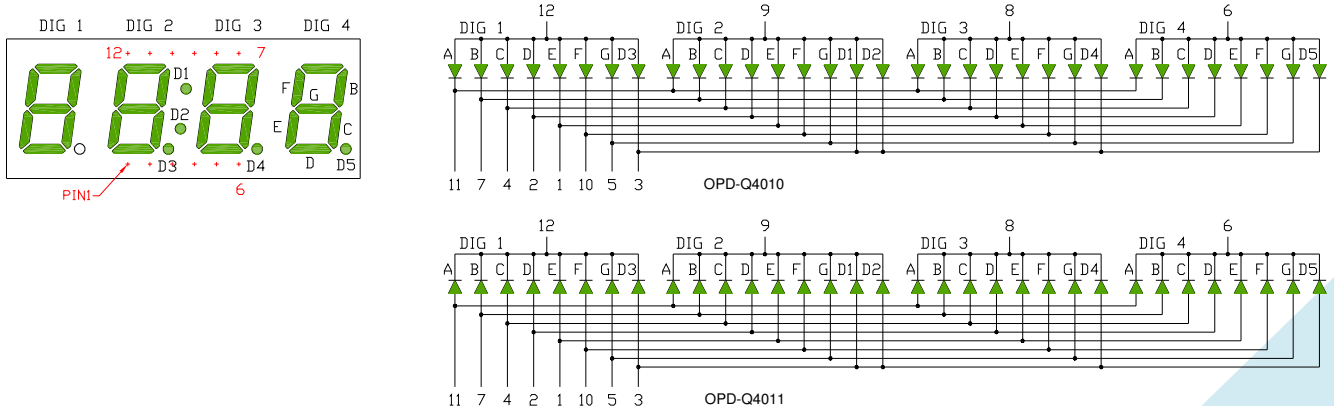 DIG 1 DIG 2 DIG 3 DIG 4
12 7
D1
F G B
D2
E C
D3 D4 D D5
PIN1 6
12 9 8 6
DIG 1 DIG 2 DIG 3 DIG 4
A B C D E F G D3 A B C D E F G D1 D2 A B C D E F G D4 A B C D E F G D5
11 7 4 2 1 10 5 3 OPD-Q4010
12 9 8 6
DIG 1 DIG 2 DIG 3 DIG 4
A B C D E F G D3 A B C D E F G D1 D2 A B C D E F G D4 A B C D E F G D5
11 7 4 2 1 10 5 3 OPD-Q4011